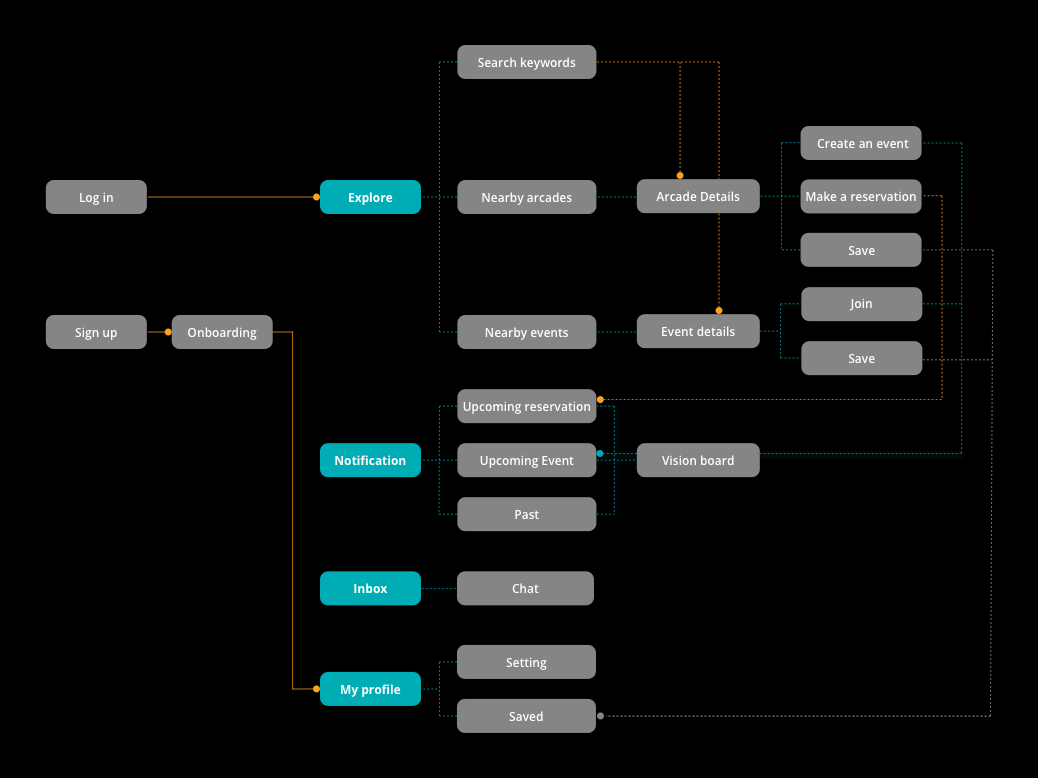 Search keywords
Create an event
Log in
Explore
Nearby arcades
Arcade Details
Make a reservation
Save
Sign up
Onboarding
Nearby events
Event details
Join
Save
Upcoming reservation
Notification
Upcoming Event
Vision board
Past
Inbox
Chat
Setting
My profile
Saved